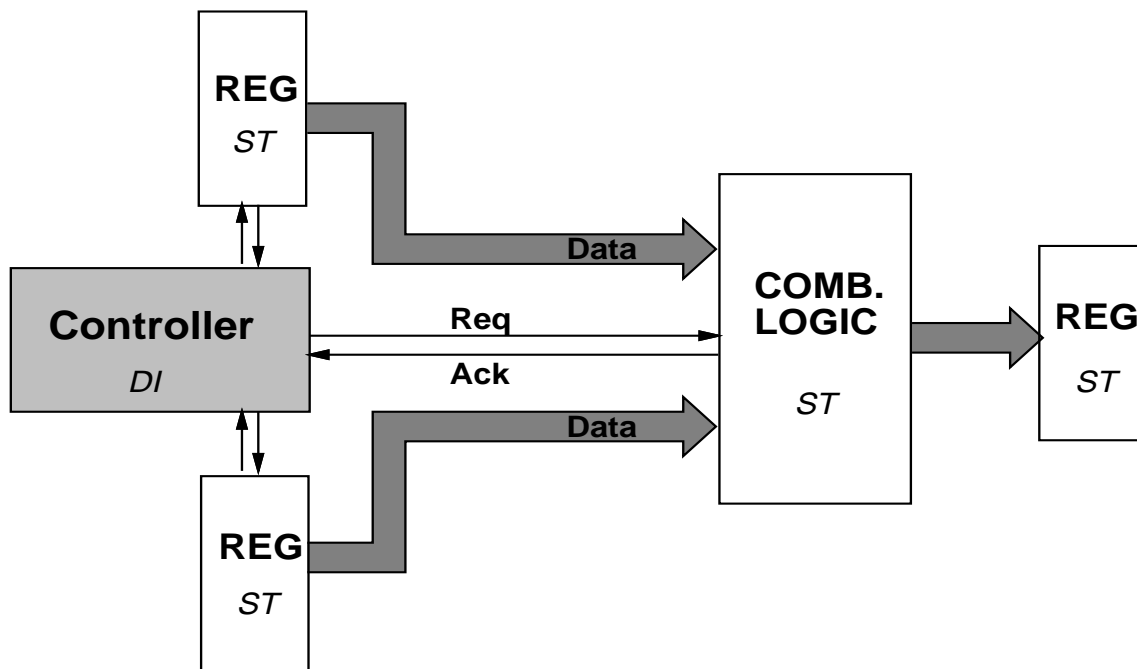 REG
ST
Data
Controller
DI
Req
Ack
COMB.
LOGIC
ST
REG
ST
Data
REG
ST